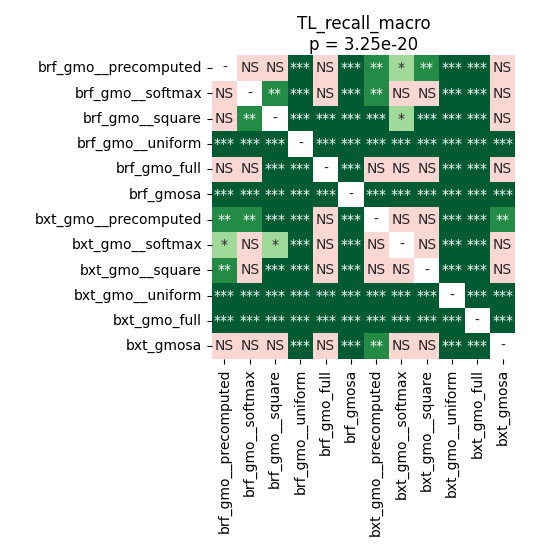 TL_recall_macro
p = 3.25e-20
brf_gmo__precomputed - NS NS *** NS *** ** * ** *** *** NS
brf_gmo__softmax NS - ** *** NS *** ** NS NS *** *** NS
brf_gmo__square NS ** - *** *** *** *** * *** *** *** NS
brf_gmo__uniform *** *** *** - *** *** *** *** *** *** *** ***
brf_gmo_full NS NS *** *** - *** NS NS NS *** *** NS
brf_gmosa *** *** *** *** *** - *** *** *** *** *** ***
bxt_gmo__precomputed ** ** *** *** NS *** - NS NS *** *** **
bxt_gmo__softmax * NS * *** NS *** NS - NS *** *** NS
bxt_gmo__square ** NS *** *** NS *** NS NS - *** *** NS
bxt_gmo__uniform *** *** *** *** *** *** *** *** *** - *** ***
bxt_gmo_full *** *** *** *** *** *** *** *** *** *** - ***
bxt_gmosa NS NS NS *** NS *** ** NS NS *** *** -
brf_gmo__precomputed
brf_gmo__softmax
brf_gmo__square
brf_gmo__uniform
brf_gmo_full
brf_gmosa
bxt_gmo__precomputed
bxt_gmo__softmax
bxt_gmo__square
bxt_gmo__uniform
bxt_gmo_full
bxt_gmosa